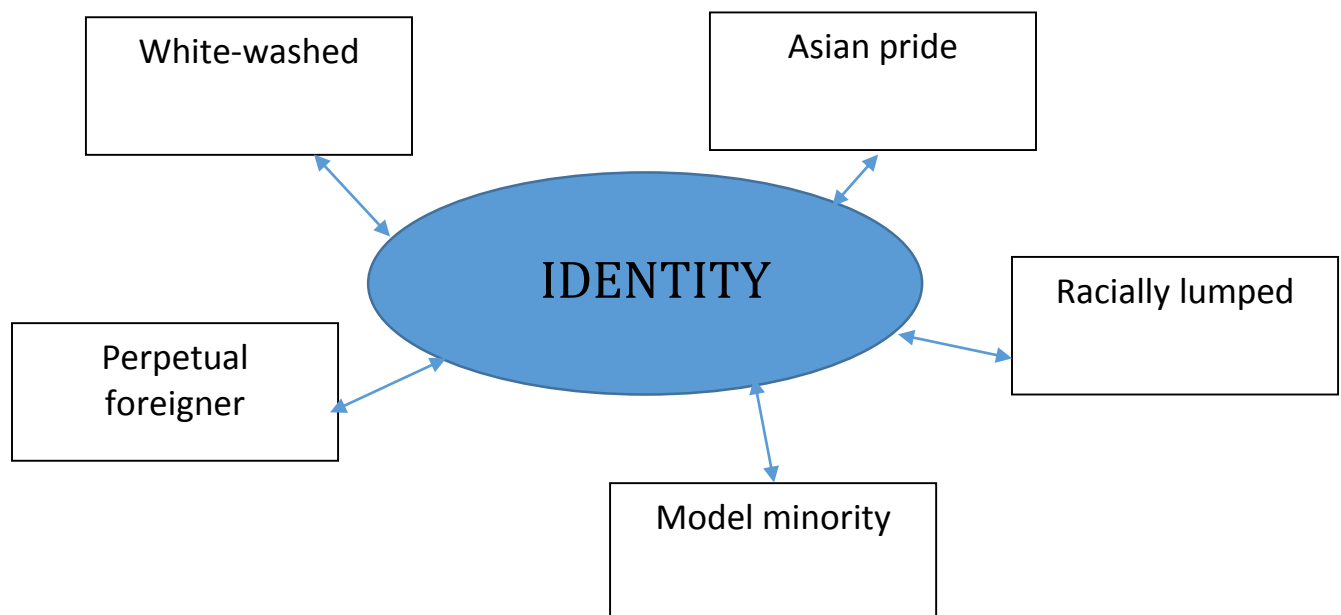 White-washed
Asian pride
IDENTITY
Racially lumped
Perpetual
foreigner
Model minority